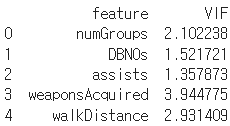 feature VIF
0 numGroups 2.102238
1 DBNOs 1.521721
2 assists 1.357873
3 weaponsAcquired 3.944775
4 walkDistance 2.931409